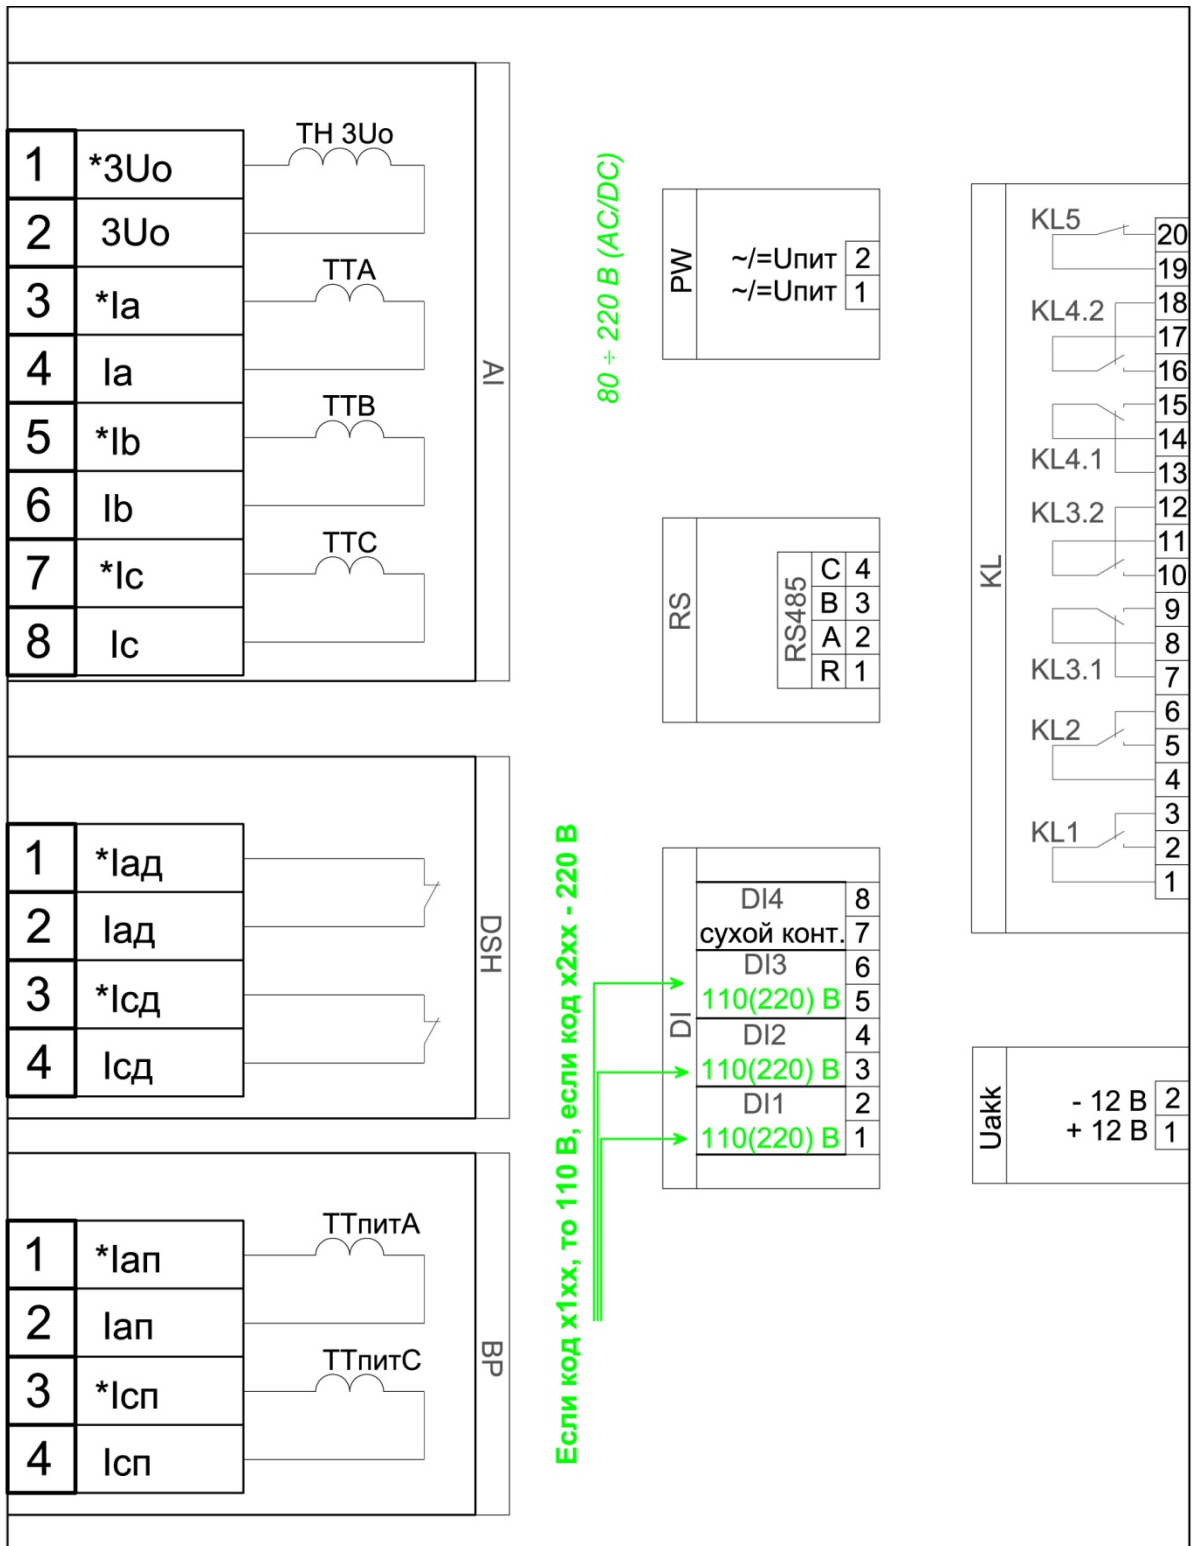 AI
1 *3Uo
ТН 3Uo
2 3Uo
3 *Ia
ТТА
4 Ia
5 *Ib
ТТВ
6 Ib
7 *Ic
ТТС
8 Ic
DSH
1 *Iад
2 Iад
3 *Iсд
4 Iсд
BP
1 *Iап
ТТпитА
2 Iап
3 *Iсп
ТТпитС
4 Iсп
80 ÷ 220 В (AC/DC)
PW
~/=Uпит 2
~/=Uпит 1
RS
RS485
C 4
B 3
A 2
R 1
Если код х1хх, то 110 В, если код х2хх - 220 В
DI
DI4 8
сухой конт. 7
DI3 6
110(220) В 5
DI2 4
110(220) В 3
DI1 2
110(220) В 1
KL
KL5
20
19
KL4.2
18
17
16
15
14
KL4.1
13
KL3.2
12
11
10
9
8
KL3.1
7
6
KL2
5
4
3
KL1
2
1
Uakk
- 12 В 2
+ 12 В 1